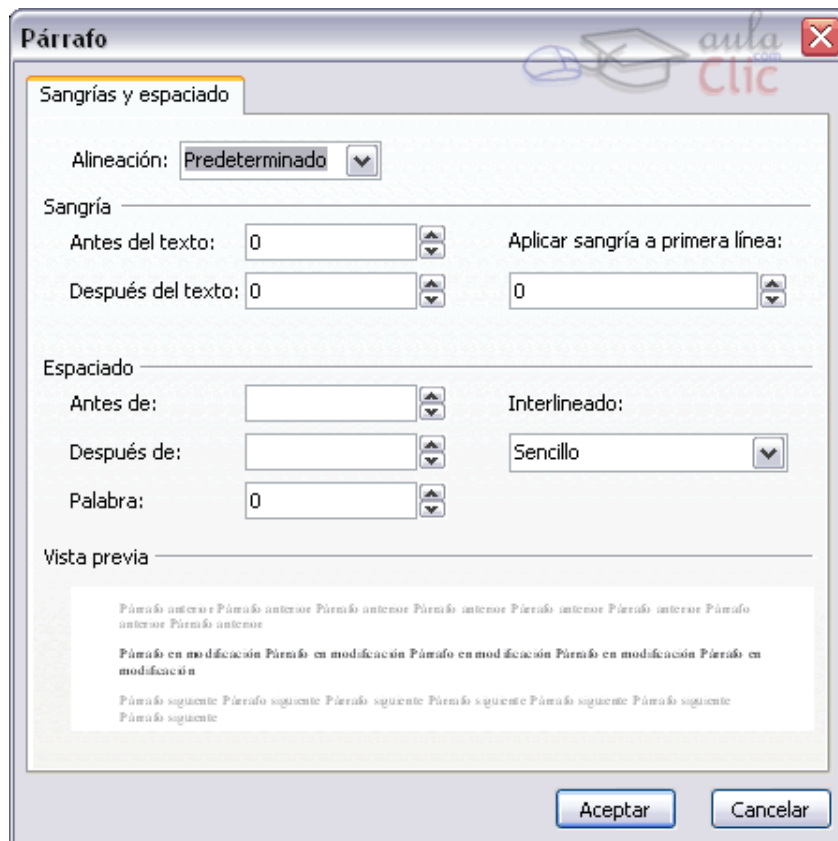 Párrafo
aula
.com
Clic
Sangrías y espaciado
Alineación: Predeterminado
Sangría
Antes del texto: 0
Aplicar sangría a primera línea:
Después del texto: 0
0
Espaciado
Antes de:
Interlineado:
Después de:
Sencillo
Palabra: 0
Vista previa
Párrafo anterior Párrafo anterior Párrafo anterior Párrafo anterior Párrafo anterior Párrafo anterior Párrafo
anterior Párrafo anterior
Párrafo en modificación Párrafo en modificación Párrafo en modificación Párrafo en modificación Párrafo en
modificación
Párrafo siguiente Párrafo siguiente Párrafo siguiente Párrafo siguiente Párrafo siguiente Párrafo siguiente
Párrafo siguiente
Aceptar
Cancelar